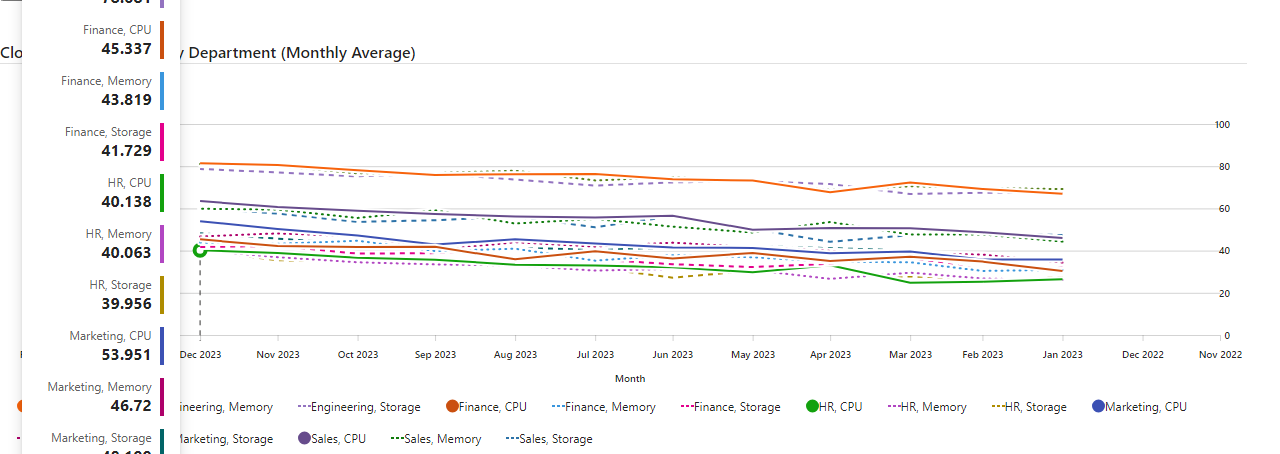 Finance, CPU
45.337
Clo
y Department (Monthly Average)
Finance, Memory
43.819
Finance, Storage
41.729
HR, CPU
40.138
HR, Memory
40.063
HR, Storage
39.956
Marketing, CPU
53.951
Marketing, Memory
46.72
Marketing, Storage
100
80
60
40
20
0
Dec 2023 Nov 2023 Oct 2023 Sep 2023 Aug 2023 Jul 2023 Jun 2023 May 2023 Apr 2023 Mar 2023 Feb 2023 Jan 2023 Dec 2022 Nov 2022
Month
ineering, Memory Engineering, Storage Finance, CPU Finance, Memory Finance, Storage HR, CPU HR, Memory HR, Storage Marketing, CPU
Marketing, Storage Sales, CPU Sales, Memory Sales, Storage